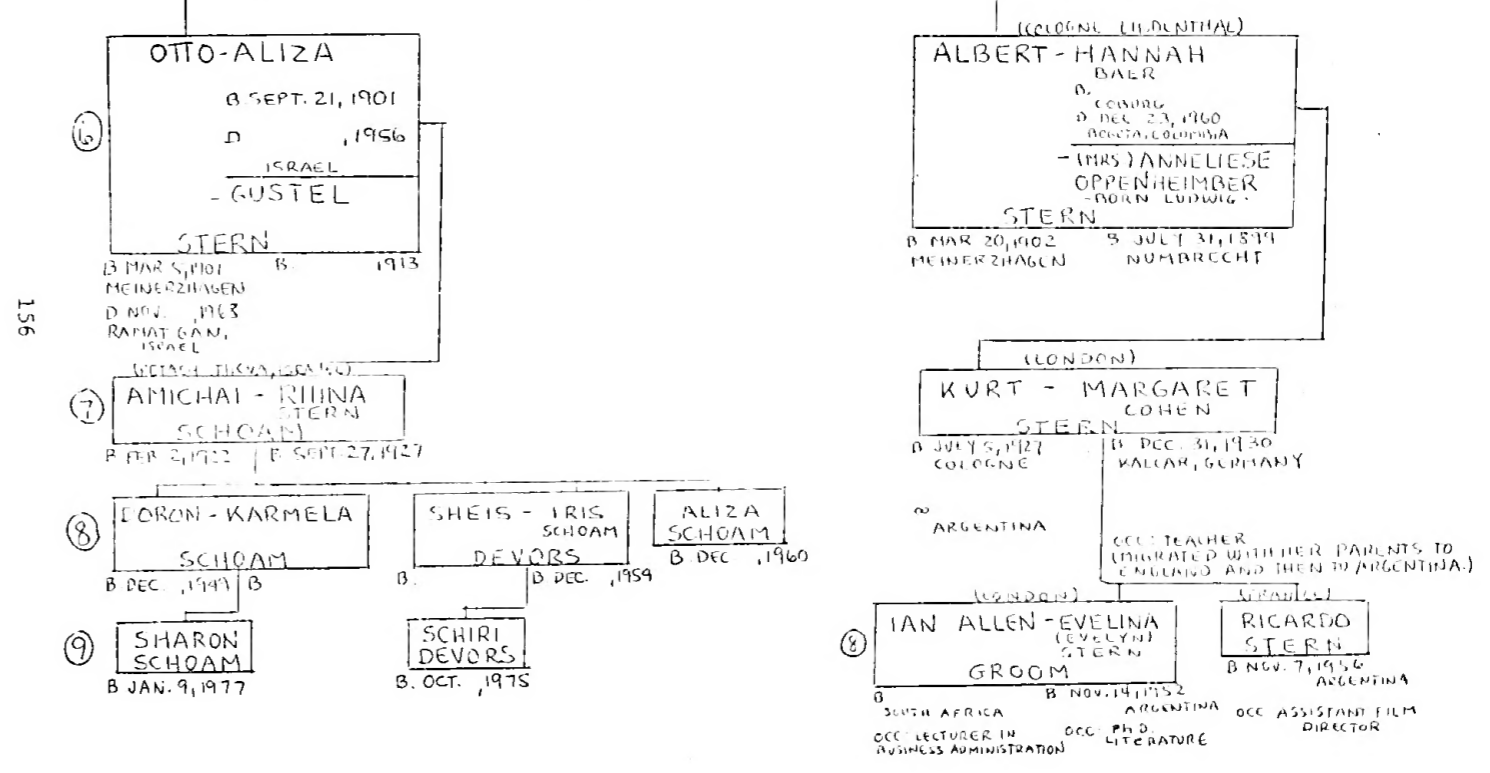 OTTO-ALIZA
B. SEPT. 21, 1901
D , 1956
ISRAEL
- GUSTEL
STERN
B MAR 5, 1901
B. 1913
MEINERZHAGEN
D NOV. , 1963
RAMAT GAN,
ISRAEL
6
156
7
AMICHAI - RINA
STERN
SCHOAM
B FEB 2, 1922
B SEPT. 27, 1927
8
DORON - KARMELA
SCHOAM
B DEC. , 1949
B
SHEIS - IRIS
SCHOAM
DEVORS
B.
B DEC. , 1954
ALIZA
SCHOAM
B. DEC , 1960
9
SHARON
SCHOAM
B JAN. 9, 1977
SCHIRI
DEVORS
B. OCT. , 1975
(COLOGNE LINDENTHAL)
ALBERT - HANNAH
BAER
B.
COBURG
D DEC 23, 1960
BOGOTA, COLOMBIA
- (MRS) ANNELIESE
OPPENHEIMBER
-BORN LUDWIG-
STERN
B MAR 20, 1902
MEINERZHAGEN
B JULY 31, 1899
NUMBRECHT
(LONDON)
KURT - MARGARET
COHEN
STERN
B JULY 5, 1927
COLOGNE
B DEC. 31, 1930
KALCAR, GERMANY
~
ARGENTINA
OCC: TEACHER
(MIGRATED WITH HER PARENTS TO
ENGLAND AND THEN TO ARGENTINA.)
8
(LONDON)
IAN ALLEN - EVELINA
(EVELYN)
STERN
GROOM
B
SOUTH AFRICA
OCC: LECTURER IN
BUSINESS ADMINISTRATION
B NOV. 14, 1952
ARGENTINA
OCC: Ph.D.
LITERATURE
(FRANCE)
RICARDO
STERN
B NOV. 7, 1956
ARGENTINA
OCC ASSISTANT FILM
DIRECTOR